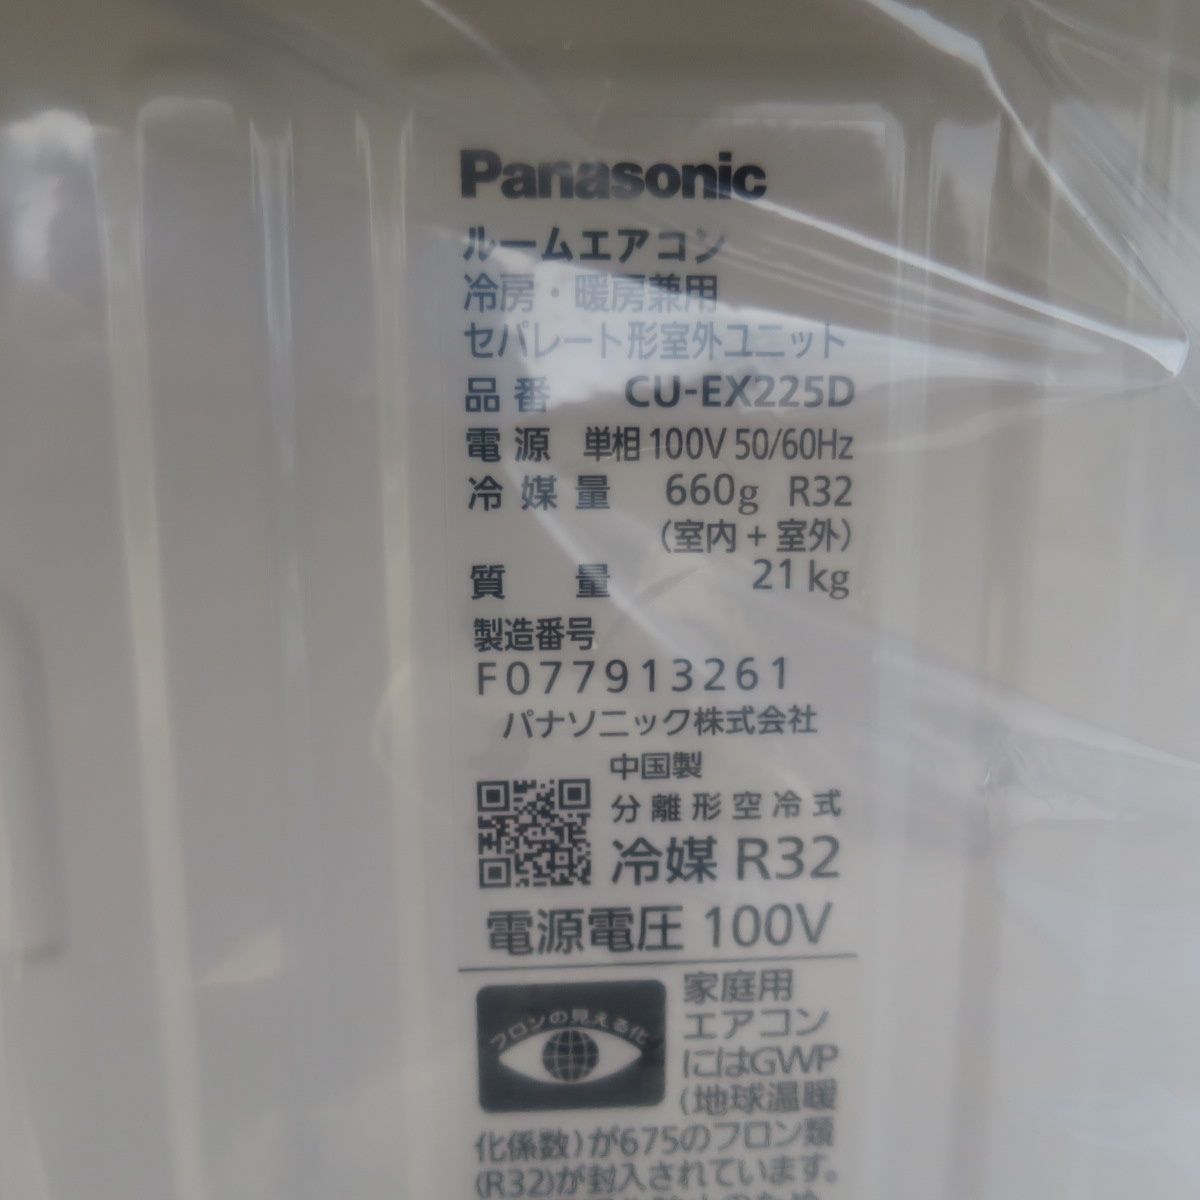 Panasonic
ルームエアコン
冷房・暖房兼用
セパレート形室外ユニット
品番 CU-EX225D
電源 単相 100V 50/60Hz
冷媒量 660g R32
(室内 + 室外)
質量 21 kg
製造番号
F077913261
パナソニック株式会社
中国製
分離形空冷式
冷媒 R32
電源電圧 100V
フロンの見える化
家庭用
エアコン
にはGWP
(地球温暖
化係数)が675のフロン類
(R32)が封入されています。